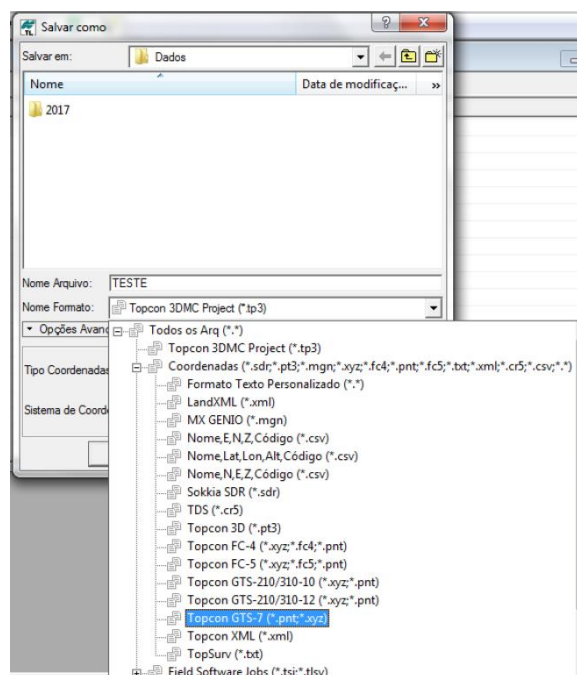 TL Salvar como
Salvar em: Dados
Nome Data de modificaç... »
2017
Nome Arquivo: TESTE
Nome Formato: Topcon 3DMC Project (*.tp3)
Opções Avanç
Todos os Arq (*.*)
Topcon 3DMC Project (*.tp3)
Coordenadas (*.sdr;*.pt3;*.mgn;*.xyz;*.fc4;*.pnt;*.fc5;*.txt;*.xml;*.cr5;*.csv;*.*)
Tipo Coordenadas
Formato Texto Personalizado (*.*)
LandXML (*.xml)
Sistema de Coord
MX GENIO (*.mgn)
Nome,E,N,Z,Código (*.csv)
Nome,Lat,Lon,Alt,Código (*.csv)
Nome,N,E,Z,Código (*.csv)
Sokkia SDR (*.sdr)
TDS (*.cr5)
Topcon 3D (*.pt3)
Topcon FC-4 (*.xyz;*.fc4;*.pnt)
Topcon FC-5 (*.xyz;*.fc5;*.pnt)
Topcon GTS-210/310-10 (*.xyz;*.pnt)
Topcon GTS-210/310-12 (*.xyz;*.pnt)
Topcon GTS-7 (*.pnt;*.xyz)
Topcon XML (*.xml)
TopSurv (*.txt)
Field Software Jobs (*.tsj;*.tlsv)